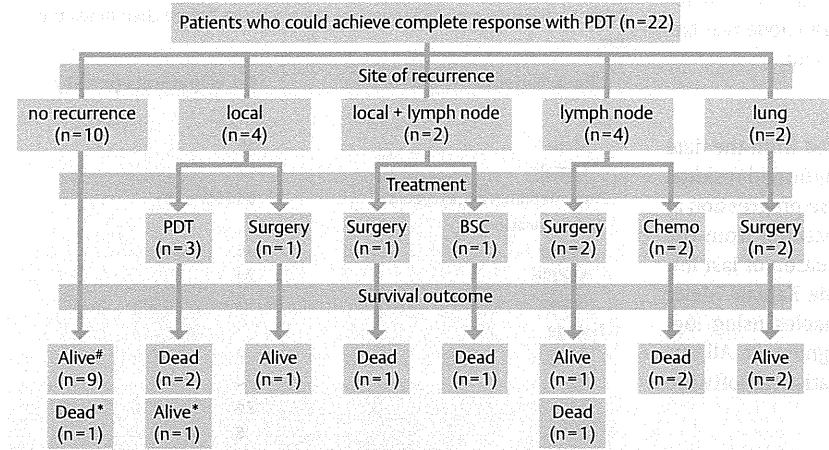 Patients who could achieve complete response with PDT (n=22)
Site of recurrence
no recurrence
(n=10)
local
(n=4)
local + lymph node
(n=2)
lymph node
(n=4)
lung
(n=2)
Treatment
PDT
(n=3)
Surgery
(n=1)
Surgery
(n=1)
BSC
(n=1)
Surgery
(n=2)
Chemo
(n=2)
Surgery
(n=2)
Survival outcome
Alive#
(n=9)
Dead
(n=2)
Alive
(n=1)
Dead
(n=1)
Dead
(n=1)
Alive
(n=1)
Dead
(n=2)
Alive
(n=2)
Dead*
(n=1)
Alive*
(n=1)
Dead
(n=1)